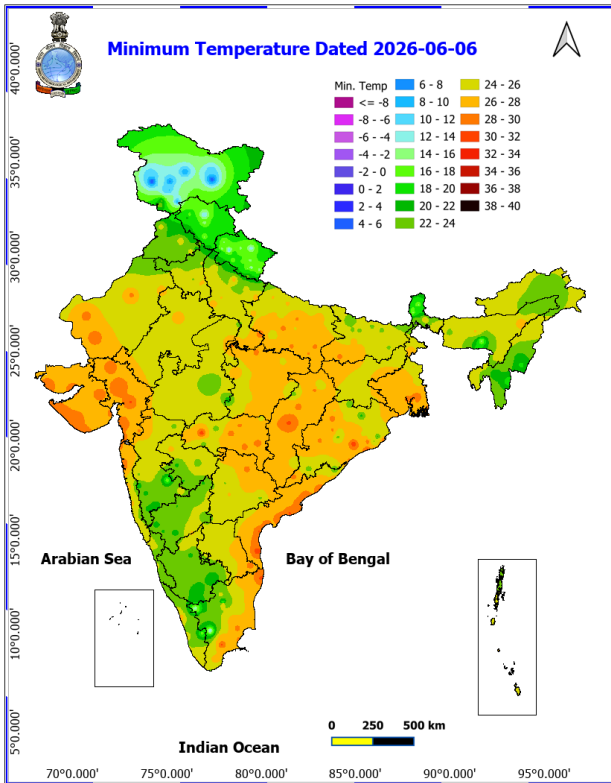 Minimum Temperature Dated 2026-06-06
Min. Temp
<= -8
-8 - -6
-6 - -4
-4 - -2
-2 - 0
0 - 2
2 - 4
4 - 6
6 - 8
8 - 10
10 - 12
12 - 14
14 - 16
16 - 18
18 - 20
20 - 22
22 - 24
24 - 26
26 - 28
28 - 30
30 - 32
32 - 34
34 - 36
36 - 38
38 - 40
40°0.000'
35°0.000'
30°0.000'
25°0.000'
20°0.000'
15°0.000'
10°0.000'
5°0.000'
Arabian Sea
Bay of Bengal
Indian Ocean
0 250 500 km
70°0.000' 75°0.000' 80°0.000' 85°0.000' 90°0.000' 95°0.000'